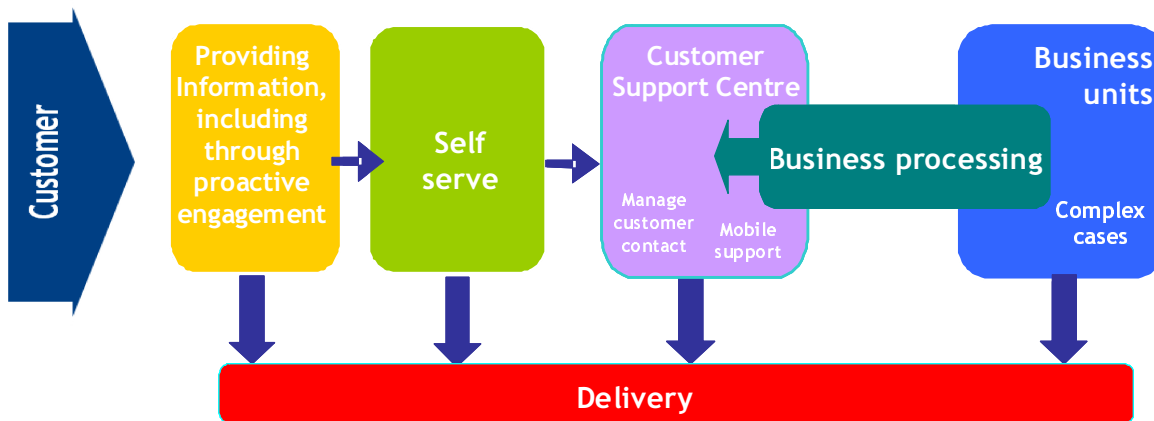 Customer
Providing
Information,
including
through
proactive
engagement
Self
serve
Customer
Support Centre
Manage
customer
contact
Mobile
support
Business processing
Business
units
Complex
cases
Delivery